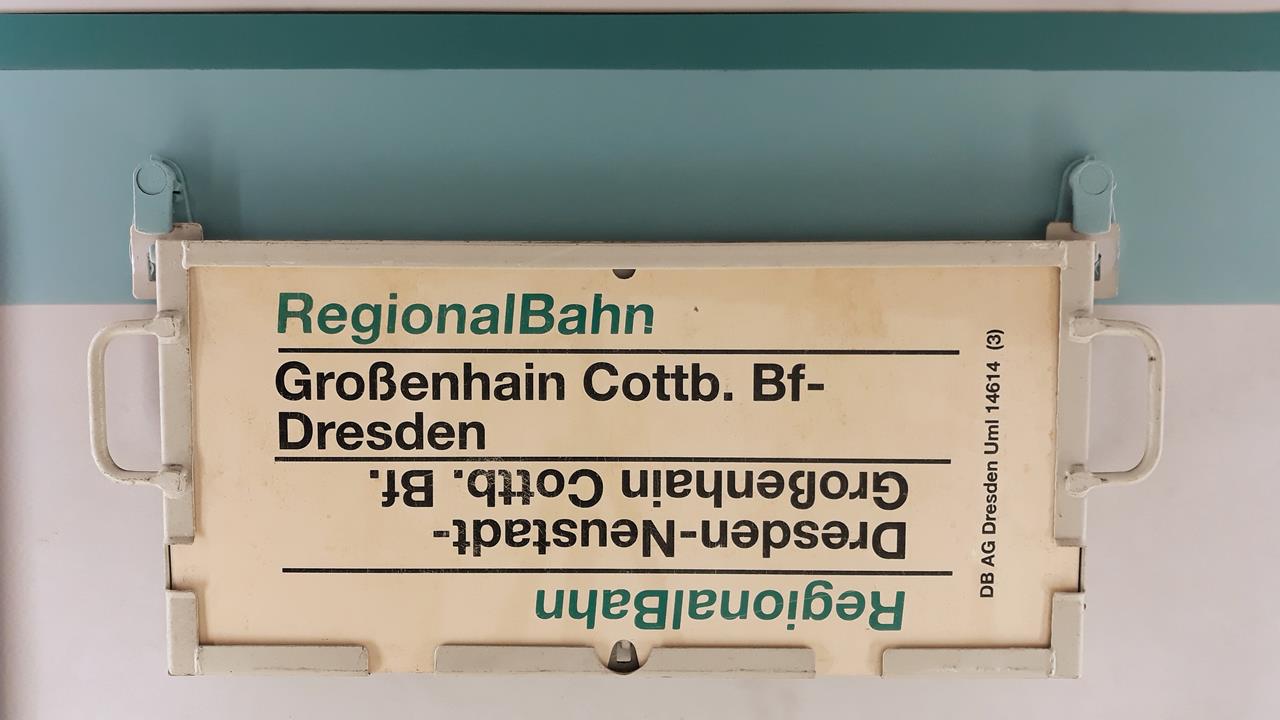 RegionalBahn
Großenhain Cottb. Bf-
Dresden
RegionalBahn
Dresden-Neustadt-
Großenhain Cottb. Bf.
DB AG Dresden Uml 14614 (3)